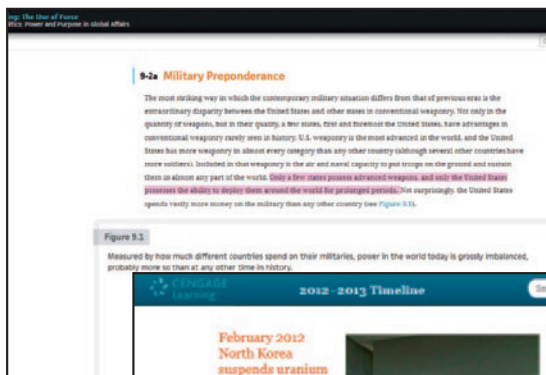 ing: The Use of Force
litics: Power and Purpose in Global Affairs
9-2a Military Preponderance
The most striking way in which the contemporary military situation differs from that of previous eras is the
extraordinary disparity between the United States and other states in conventional weaponry. Not only in the
quantity of weapons, but in their quality, a few states, first and foremost the United States, have advantages in
conventional weaponry rarely seen in history. U.S. weaponry is the most advanced in the world, and the United
States has more weaponry in almost every category than any other country (although several other countries have
more soldiers). Included in that weaponry is the air and naval capacity to put troops on the ground and sustain
them in almost any part of the world. Only a few states possess advanced weapons, and only the United States
possesses the ability to deploy them around the world for prolonged periods. Not surprisingly, the United States
spends vastly more money on the military than any other country (see Figure 9.1).
Figure 9.1
Measured by how much different countries spend on their militaries, power in the world today is grossly imbalanced,
probably more so than at any other time in history.
CENGAGE
Learning
2012–2013 Timeline
February 2012
North Korea
suspends uranium